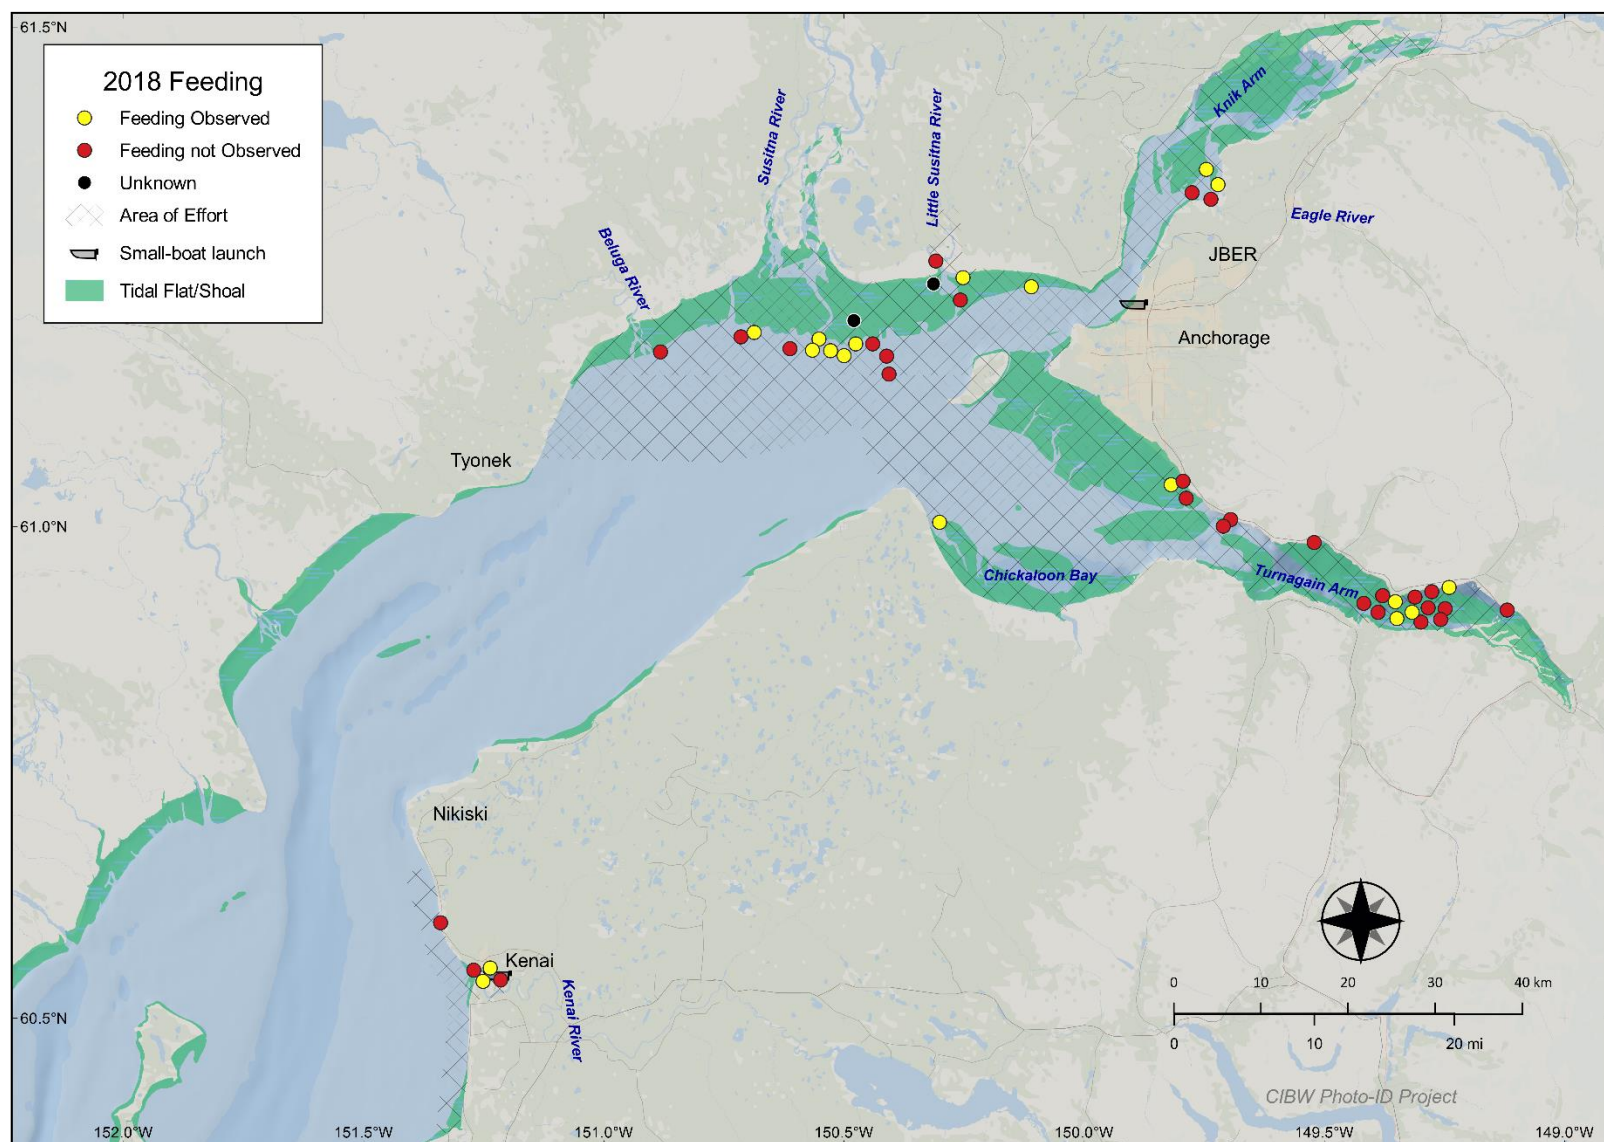 61.5°N
2018 Feeding
Feeding Observed
Feeding not Observed
Unknown
Area of Effort
Small-boat launch
Tidal Flat/Shoal
Susitna River
Little Susitna River
Beluga River
Knik Arm
Eagle River
JBER
Anchorage
Tyonek
61.0°N
Chickaloon Bay
Turnagain Arm
Nikiski
Kenai
Kenai River
60.5°N
0 10 20 30 40 km
0 10 20 mi
CIBW Photo-ID Project
152.0°W 151.5°W 151.0°W 150.5°W 150.0°W 149.5°W 149.0°W